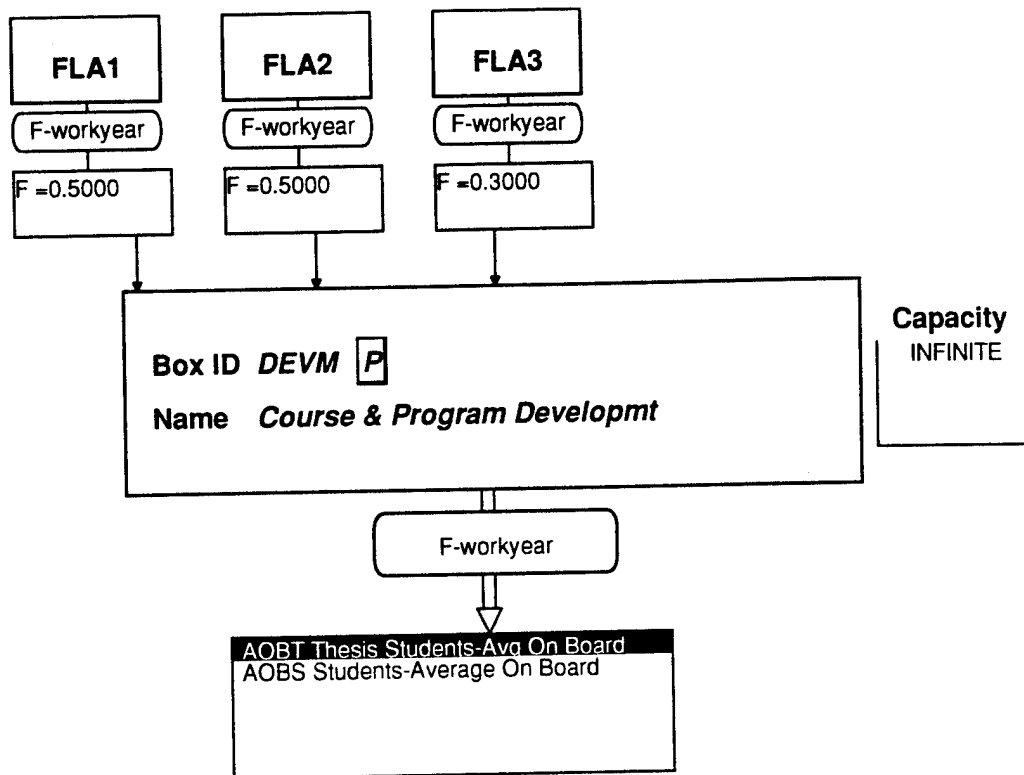 FLA1
FLA2
FLA3
F-workyear
F-workyear
F-workyear
F =0.5000
F =0.5000
F =0.3000
Capacity
INFINITE
Box ID DEVM P
Name Course & Program Developmt
F-workyear
AOBT Thesis Students-Avg On Board
AOBS Students-Average On Board